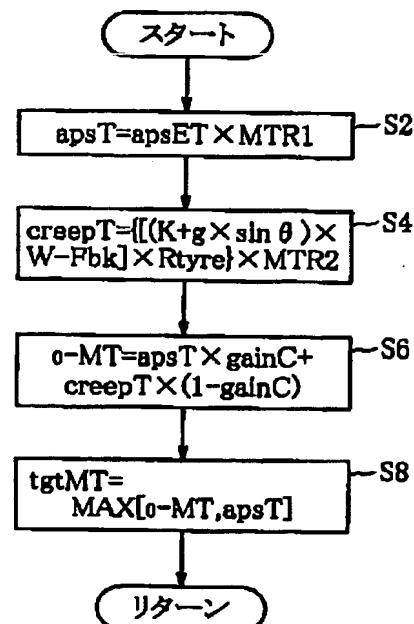 スタート
apsT=apsET×MTR1
S2
creepT={[(K+g×sin θ)×
W-Fbk]×Rtyre}×MTR2
S4
o-MT=apsT×gainC+
creepT×(1-gainC)
S6
tgtMT=
MAX[o-MT,apsT]
S8
リターン